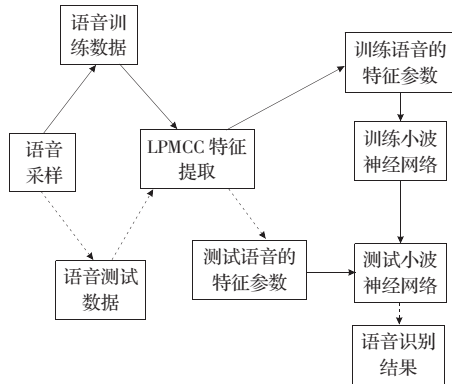 语音训
练数据
训练语音的
特征参数
语音
采样
LPMCC 特征
提取
训练小波
神经网络
语音测试
数据
测试语音的
特征参数
测试小波
神经网络
语音识别
结果